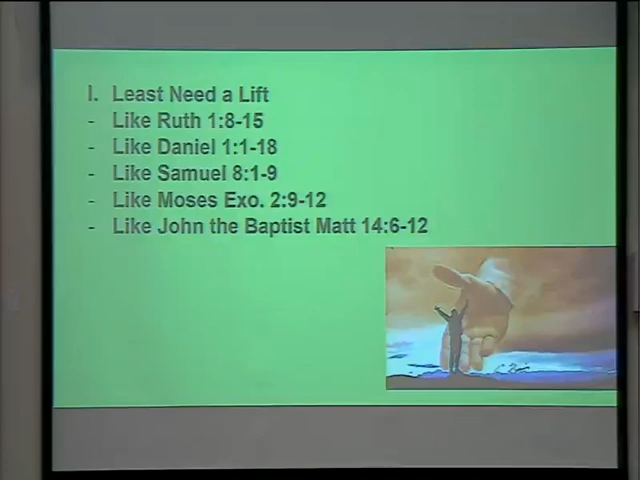 I. Least Need a Lift
- Like Ruth 1:8-15
- Like Daniel 1:1-18
- Like Samuel 8:1-9
- Like Moses Exo. 2:9-12
- Like John the Baptist Matt 14:6-12